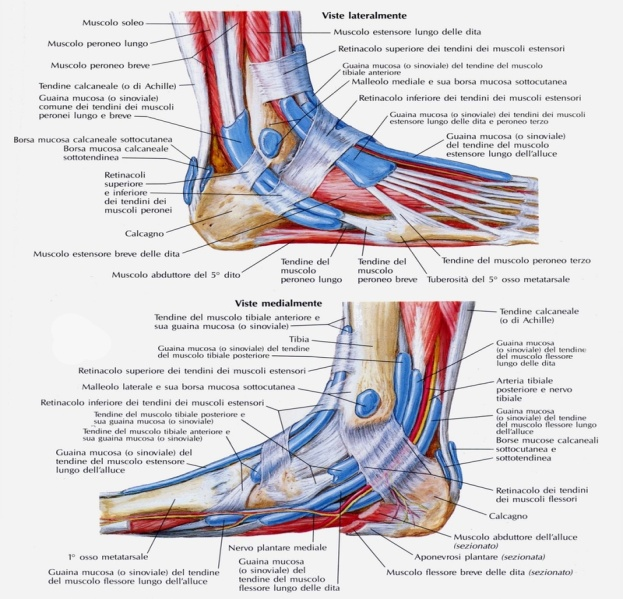 Viste lateralmente
Muscolo soleo
Muscolo peroneo lungo
Muscolo peroneo breve
Tendine calcaneale (o di Achille)
Guaina mucosa (o sinoviale)
comune dei tendini dei muscoli
peronei lungo e breve
Borsa mucosa calcaneale sottocutanea
Borsa mucosa calcaneale
sottotendinea
Retinacoli
superiore
e inferiore
dei tendini
dei muscoli
muscoli peronei
Calcagno
Muscolo estensore breve delle dita
Muscolo abduttore del 5° dito
Muscolo estensore lungo delle dita
Retinacolo superiore dei tendini dei muscoli estensori
Guaina mucosa (o sinoviale) del tendine del muscolo
tibiale anteriore
Malleolo mediale e sua borsa mucosa sottocutanea
Retinacolo inferiore dei tendini dei muscoli estensori
Guaina mucosa (o sinoviale) dei tendini dei muscoli
estensore lungo delle dita e peroneo terzo
Guaina mucosa (o sinoviale)
del tendine del muscolo
estensore lungo dell'alluce
Tendine del
muscolo
peroneo lungo
Tendine del
muscolo
peroneo breve
Tendine del muscolo peroneo terzo
Tuberosità del 5° osso metatarsale
Viste medialmente
Tendine del muscolo tibiale anteriore e
sua guaina mucosa (o sinoviale)
Tibia
Guaina mucosa (o sinoviale) del tendine
del muscolo tibiale posteriore
Retinacolo superiore dei tendini dei muscoli estensori
Malleolo laterale e sua borsa mucosa sottocutanea
Retinacolo inferiore dei tendini dei muscoli estensori
Tendine del muscolo tibiale posteriore e
sua guaina mucosa (o sinoviale)
Tendine del muscolo tibiale anteriore e
sua guaina mucosa (o sinoviale)
Guaina mucosa (o sinoviale) del
tendine del muscolo estensore
lungo dell'alluce
1° osso metatarsale
Guaina mucosa (o sinoviale) del tendine
del muscolo flessore lungo dell'alluce
Nervo plantare mediale
Guaina mucosa
(o sinoviale) del
tendine del muscolo
flessore lungo delle dita
Tendine calcaneale
(o di Achille)
Guaina mucosa
(o sinoviale) del tendine
del muscolo flessore
lungo delle dita
Arteria tibiale
posteriore e nervo
tibiale
Guaina mucosa
(o sinoviale) del tendine
del muscolo flessore lungo
dell'alluce
Borse mucose calcaneali
sottocutanea e
sottotendinea
Retinacolo dei tendini
dei muscoli flessori
Calcagno
Muscolo abduttore dell'alluce
(sezionato)
Aponevrosi plantare (sezionata)
Muscolo flessore breve delle dita (sezionato)